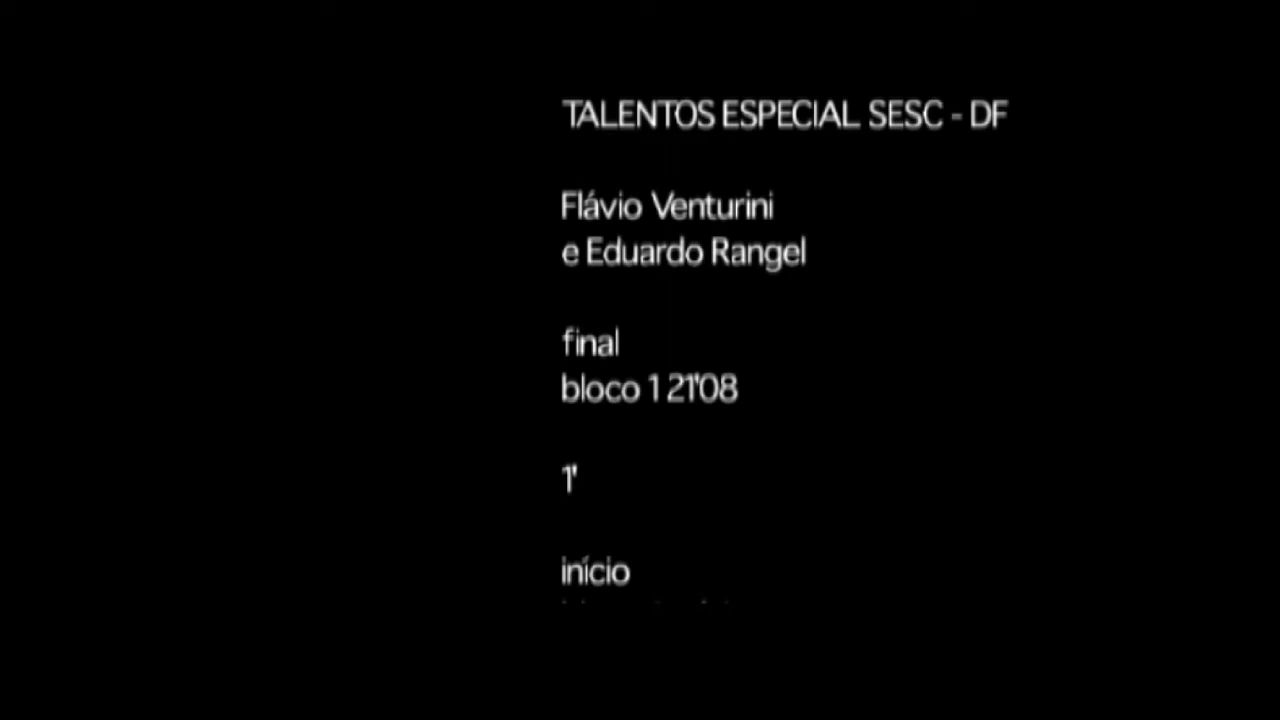 TALENTOS ESPECIAL SESC - DF
Flávio Venturini
e Eduardo Rangel
final
bloco 1 21'08
1'
início